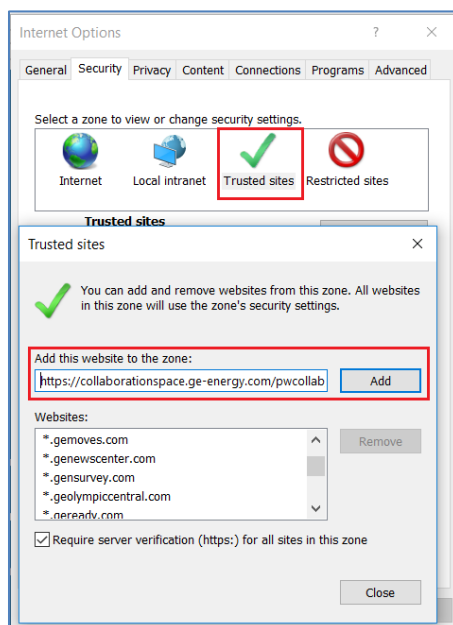 Internet Options
?
General Security Privacy Content Connections Programs Advanced
Select a zone to view or change security settings.
Internet Local intranet Trusted sites Restricted sites
Trusted sites
Trusted sites
You can add and remove websites from this zone. All websites
in this zone will use the zone's security settings.
Add this website to the zone:
https://collaborationspace.ge-energy.com/pwcollab
Add
Websites:
*.gemoves.com
Remove
*.genewscenter.com
*.gensurvey.com
*.geolympiccentral.com
*.geready.com
Require server verification (https:) for all sites in this zone
Close